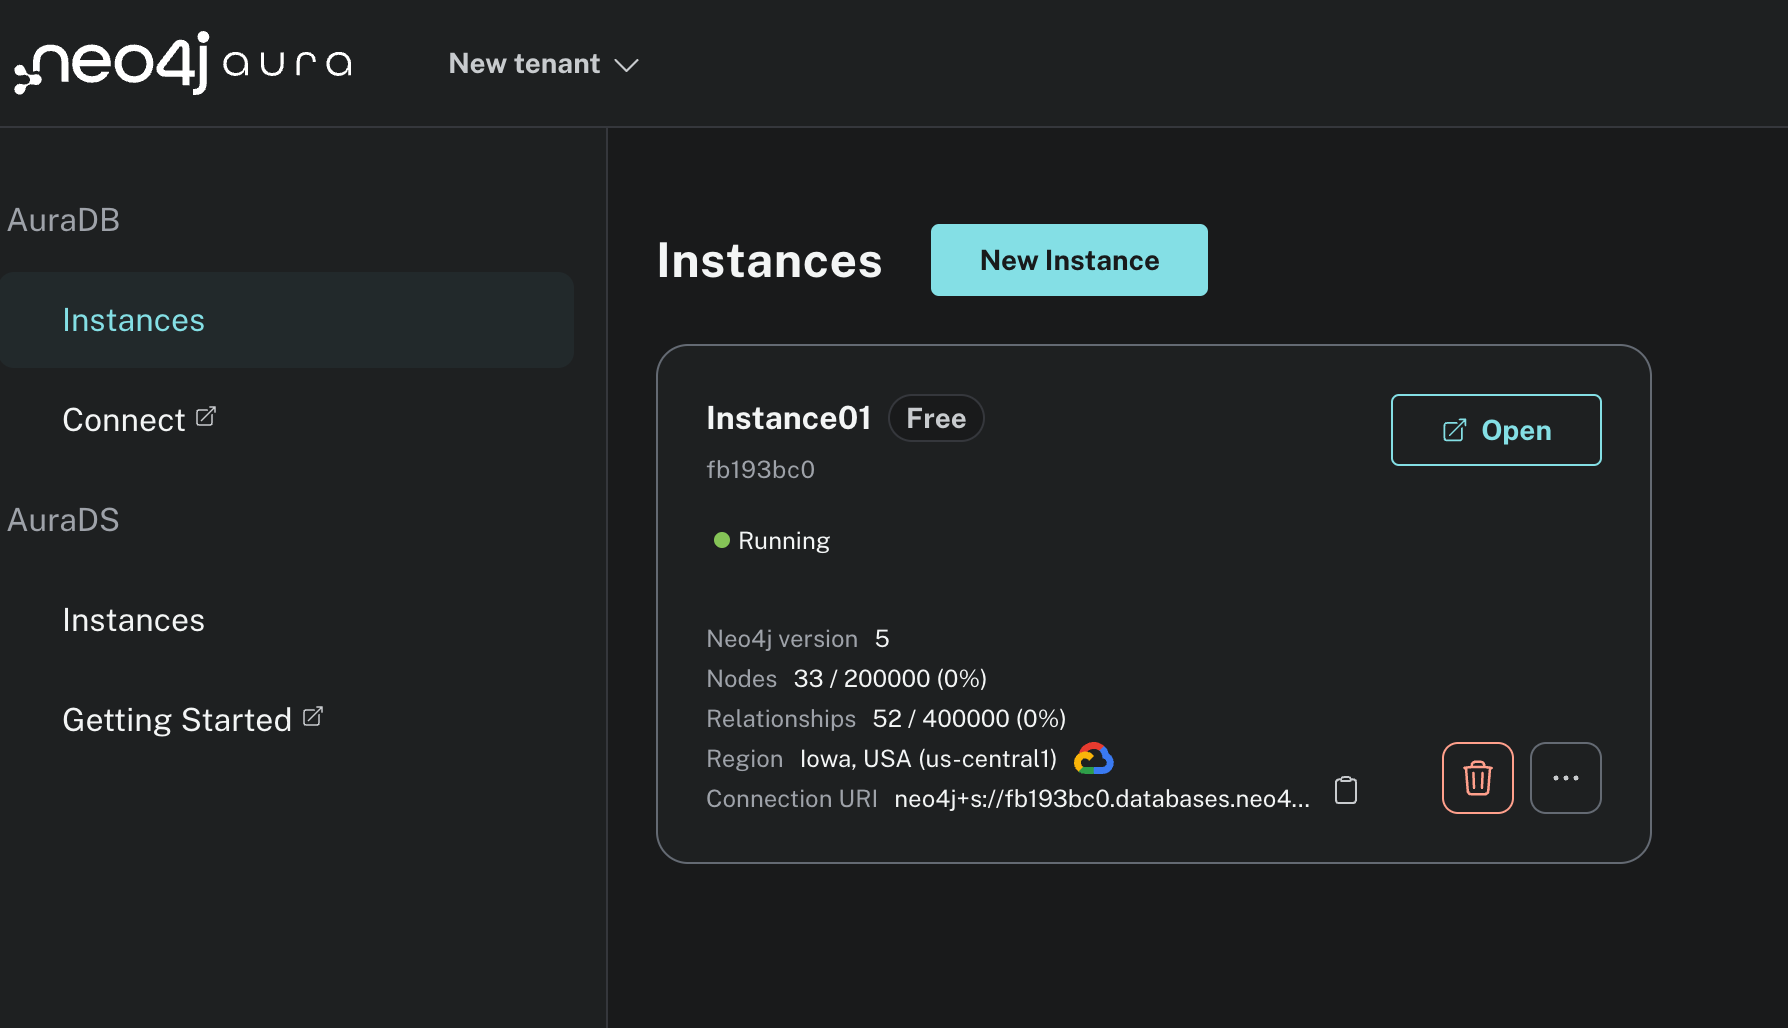 neo4j aura
New tenant
AuraDB
Instances
Connect
AuraDS
Instances
Getting Started
Instances
New Instance
Instance01
Free
Open
fb193bc0
Running
Neo4j version 5
Nodes 33 / 200000 (0%)
Relationships 52 / 400000 (0%)
Region Iowa, USA (us-central1)
Connection URI neo4j+s://fb193bc0.databases.neo4...